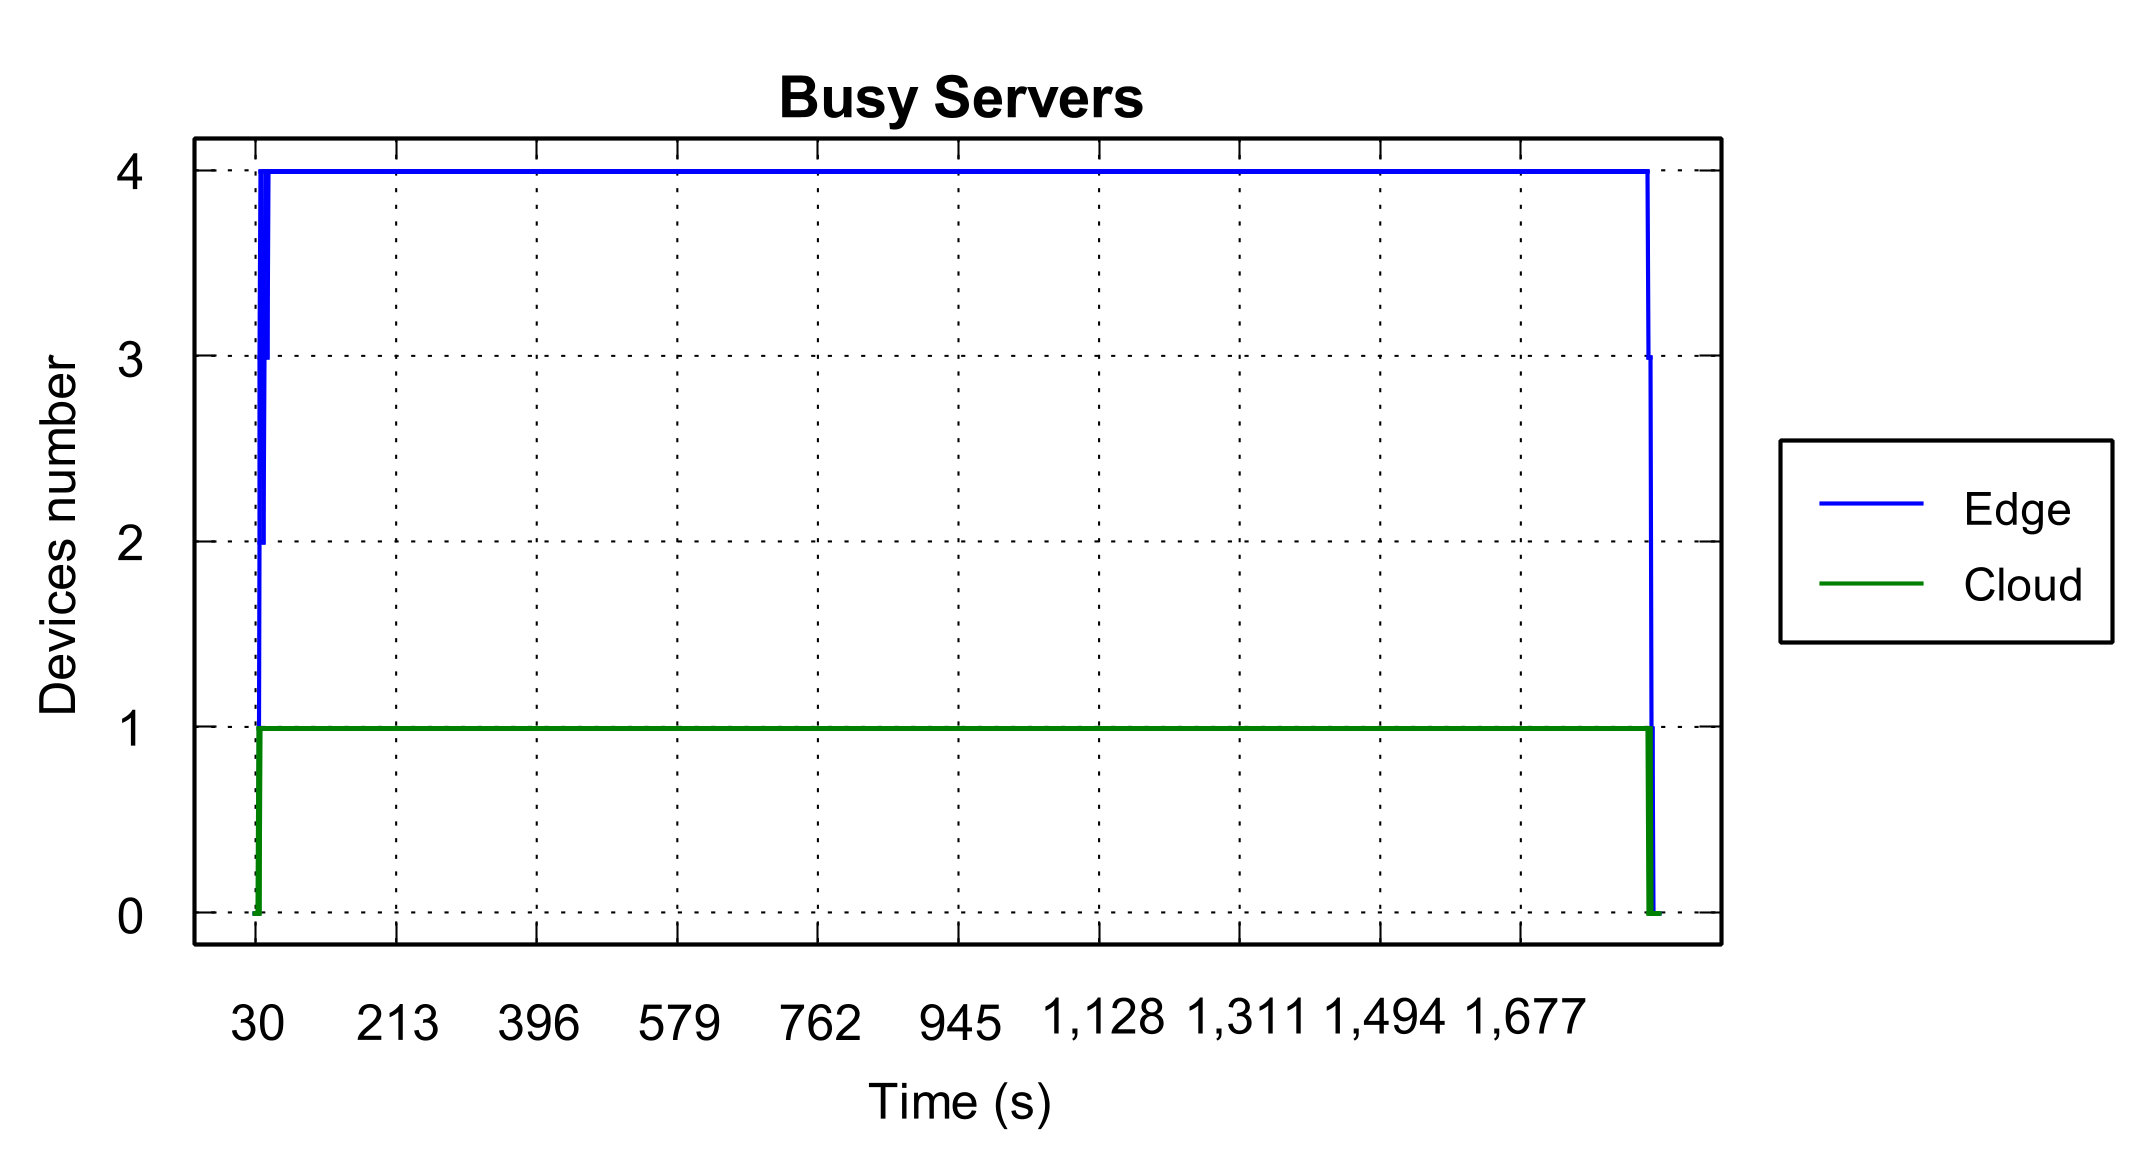 Busy Servers
4
3
2
1
0
Devices number
30 213 396 579 762 945 1,128 1,311 1,494 1,677
Time (s)
Edge
Cloud